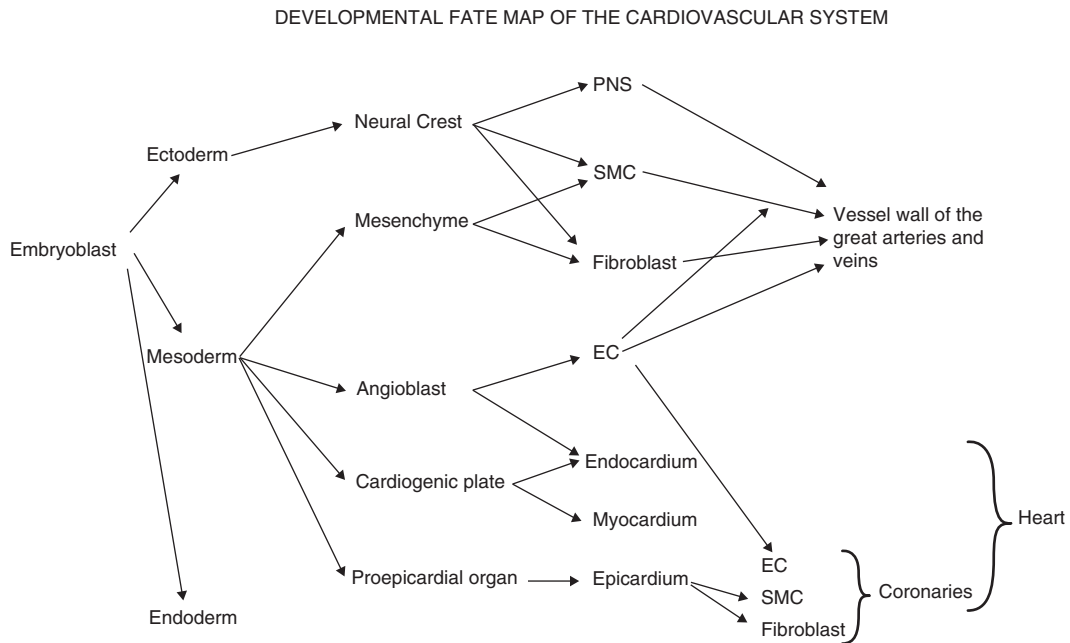 DEVELOPMENTAL FATE MAP OF THE CARDIOVASCULAR SYSTEM
Embryoblast
Ectoderm
Mesoderm
Endoderm
Neural Crest
Mesenchyme
Angioblast
Cardiogenic plate
Proepicardial organ
PNS
SMC
Fibroblast
EC
Endocardium
Myocardium
Epicardium
EC
SMC
Fibroblast
Vessel wall of the
great arteries and
veins
Coronaries
Heart